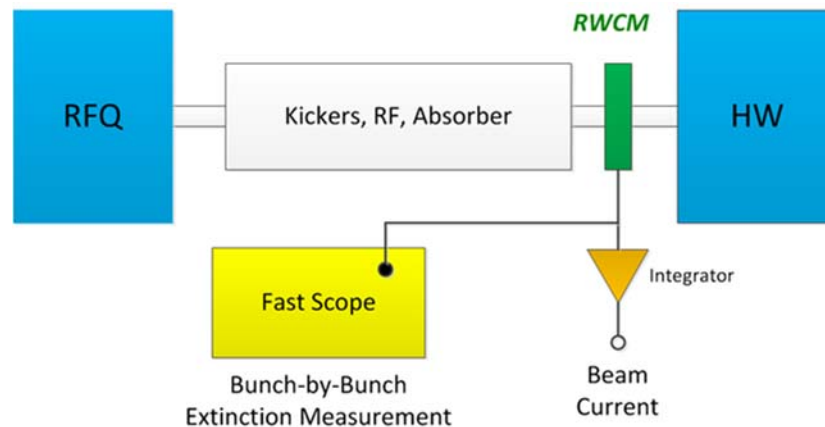 RWCM
RFQ
Kickers, RF, Absorber
HW
Integrator
Fast Scope
Bunch-by-Bunch
Extinction Measurement
Beam
Current